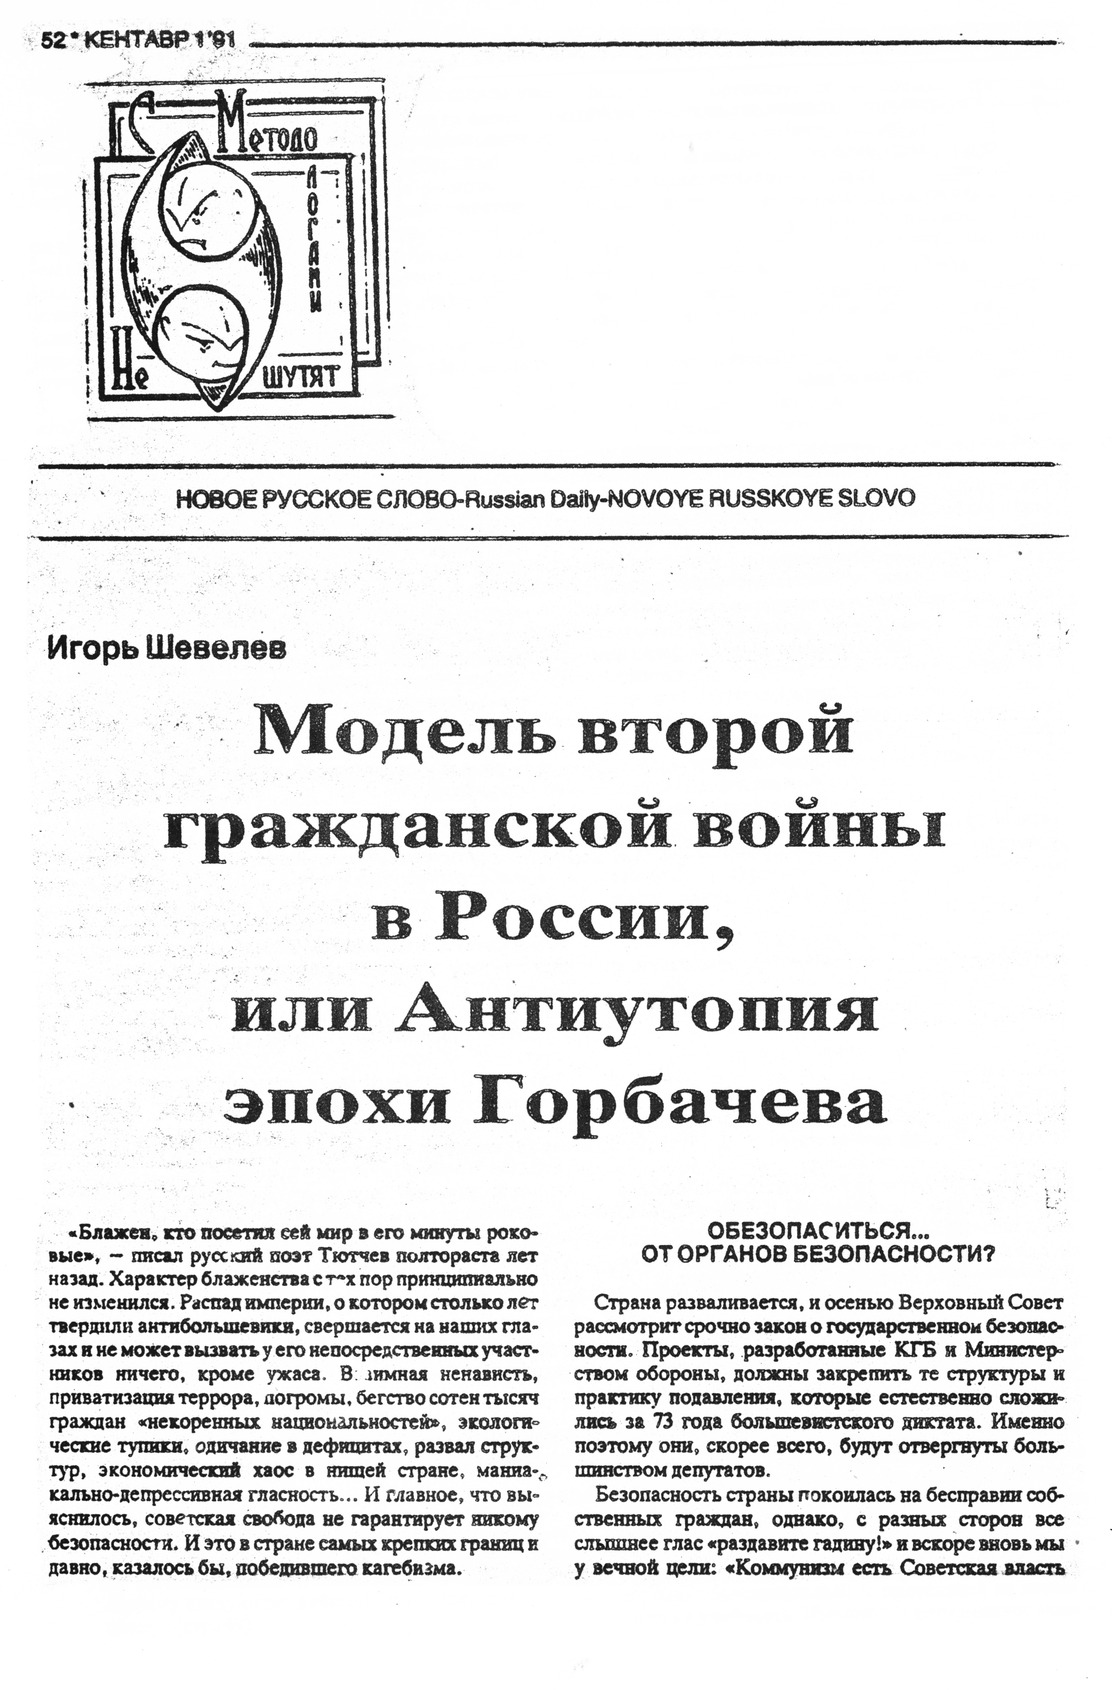 52 * КЕНТАВР 1'91
С Методологами
Не шутят
НОВОЕ РУССКОЕ СЛОВО-Russian Daily-NOVOYE RUSSKOYE SLOVO
Игорь Шевелев
Модель второй
гражданской войны
в России,
или Антиутопия
эпохи Горбачева
«Блажен, кто посетил сей мир в его минуты роко-
вые», — писал русский поэт Тютчев полтораста лет
назад. Характер блаженства с тех пор принципиально
не изменился. Распад империи, о котором столько лет
твердили антибольшевики, свершается на наших гла-
зах и не может вызвать у его непосредственных участ-
ников ничего, кроме ужаса. Взаимная ненависть,
приватизация террора, погромы, бегство сотен тысяч
граждан «некоренных национальностей», экологи-
ческие тупики, одичание в дефицитах, развал струк-
тур, экономический хаос в нищей стране, маниа-
кально-депрессивная гласность... И главное, что вы-
яснилось, советская свобода не гарантирует никому
безопасности. И это в стране самых крепких границ и
давно, казалось бы, победившего кагебизма.
ОБЕЗОПАСИТЬСЯ...
ОТ ОРГАНОВ БЕЗОПАСНОСТИ?
Страна разваливается, и осенью Верховный Совет
рассмотрит срочно закон о государственной безопас-
ности. Проекты, разработанные КГБ и Министер-
ством обороны, должны закрепить те структуры и
практику подавления, которые естественно сложи-
лись за 73 года большевистского диктата. Именно
поэтому они, скорее всего, будут отвергнуты боль-
шинством депутатов.
Безопасность страны покоилась на бесправии соб-
ственных граждан, однако, с разных сторон все
слышнее глас «раздавите гадину!» и вскоре вновь мы
у вечной цели: «Коммунизм есть Советская власть